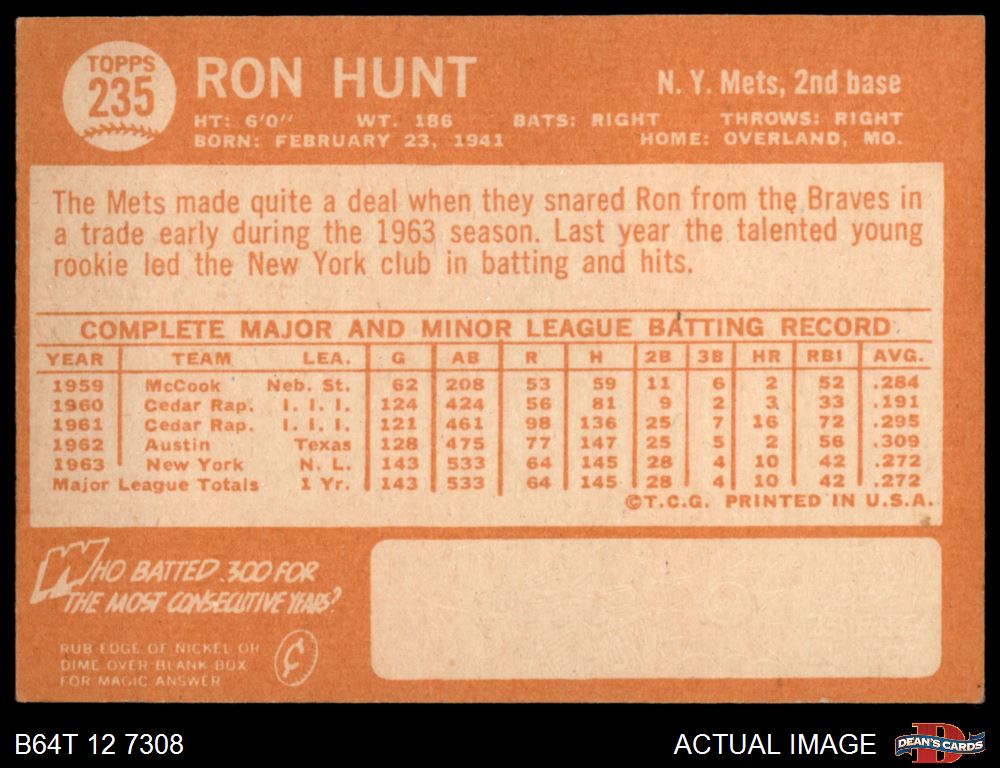 TOPPS
235
RON HUNT
N. Y. Mets, 2nd base
HT: 6'0" WT. 186 BATS: RIGHT THROWS: RIGHT
BORN: FEBRUARY 23, 1941 HOME: OVERLAND, MO.
The Mets made quite a deal when they snared Ron from the Braves in
a trade early during the 1963 season. Last year the talented young
rookie led the New York club in batting and hits.
COMPLETE MAJOR AND MINOR LEAGUE BATTING RECORD
YEAR TEAM LEA. G AB R H 2B 3B HR RBI AVG.
1959 McCook Neb. St. 62 208 53 59 11 6 2 52 .284
1960 Cedar Rap. I. I. I. 124 424 56 81 9 2 3 33 .191
1961 Cedar Rap. I. I. I. 121 461 98 136 25 7 16 72 .295
1962 Austin Texas 128 475 77 147 25 5 2 56 .309
1963 New York N. L. 143 533 64 145 28 4 10 42 .272
Major League Totals 1 Yr. 143 533 64 145 28 4 10 42 .272
©T.C.G. PRINTED IN U.S.A.
WHO BATTED .300 FOR
THE MOST CONSECUTIVE YEARS?
RUB EDGE OF NICKEL OR
DIME OVER BLANK BOX
FOR MAGIC ANSWER
¢
B64T 12 7308
ACTUAL IMAGE
D
DEAN'S CARDS